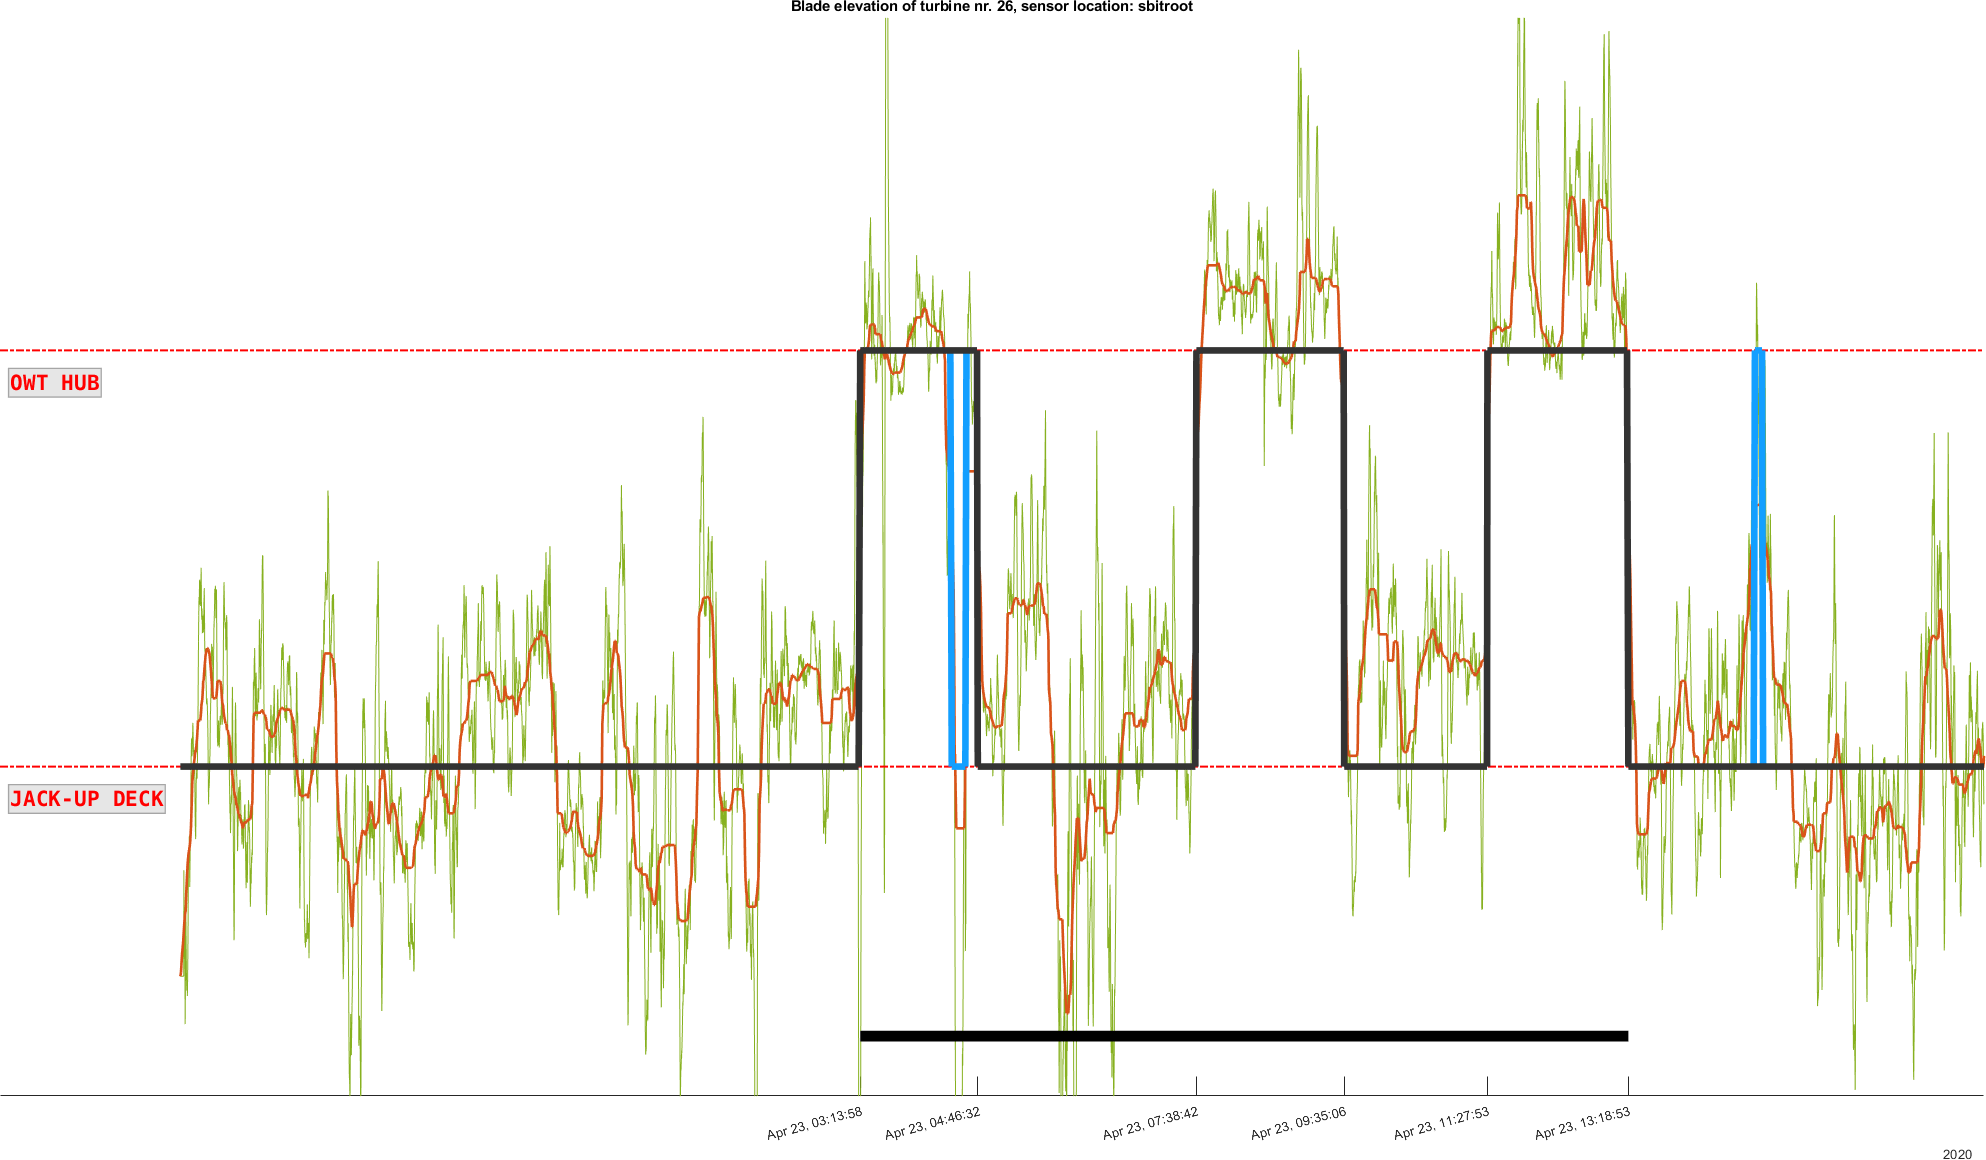 Blade elevation of turbine nr. 26, sensor location: sbitroot
OWT HUB
JACK-UP DECK
Apr 23, 03:13:58
Apr 23, 04:46:32
Apr 23, 07:38:42
Apr 23, 09:35:06
Apr 23, 11:27:53
Apr 23, 13:18:53
2020